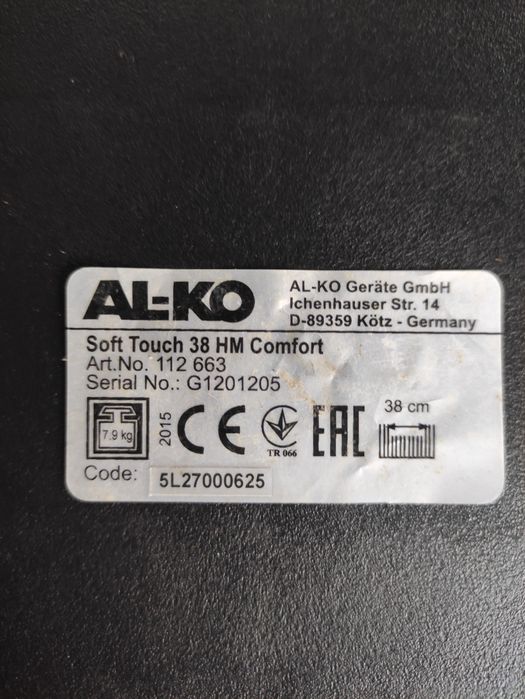 AL-KO
AL-KO Geräte GmbH
Ichenhauser Str. 14
D-89359 Kötz - Germany
Soft Touch 38 HM Comfort
Art.No. 112 663
Serial No.: G1201205
7.9 kg
2015
CE
TR 066
EAC
38 cm
Code: 5L27000625